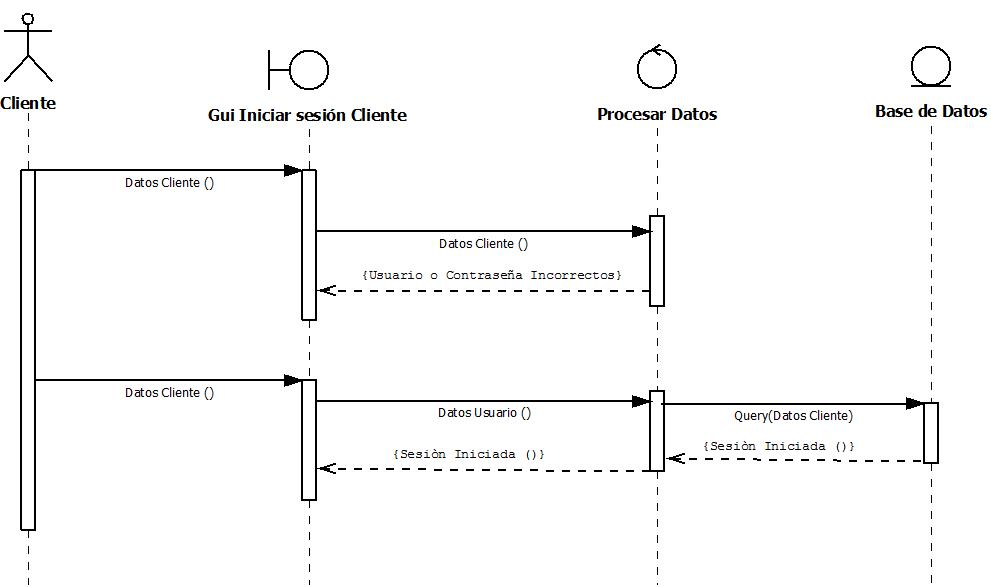 Cliente
Gui Iniciar sesión Cliente
Procesar Datos
Base de Datos
Datos Cliente ()
Datos Cliente ()
{Usuario o Contraseña Incorrectos}
Datos Cliente ()
Datos Usuario ()
Query(Datos Cliente)
{Sesiòn Iniciada ()}
{Sesiòn Iniciada ()}